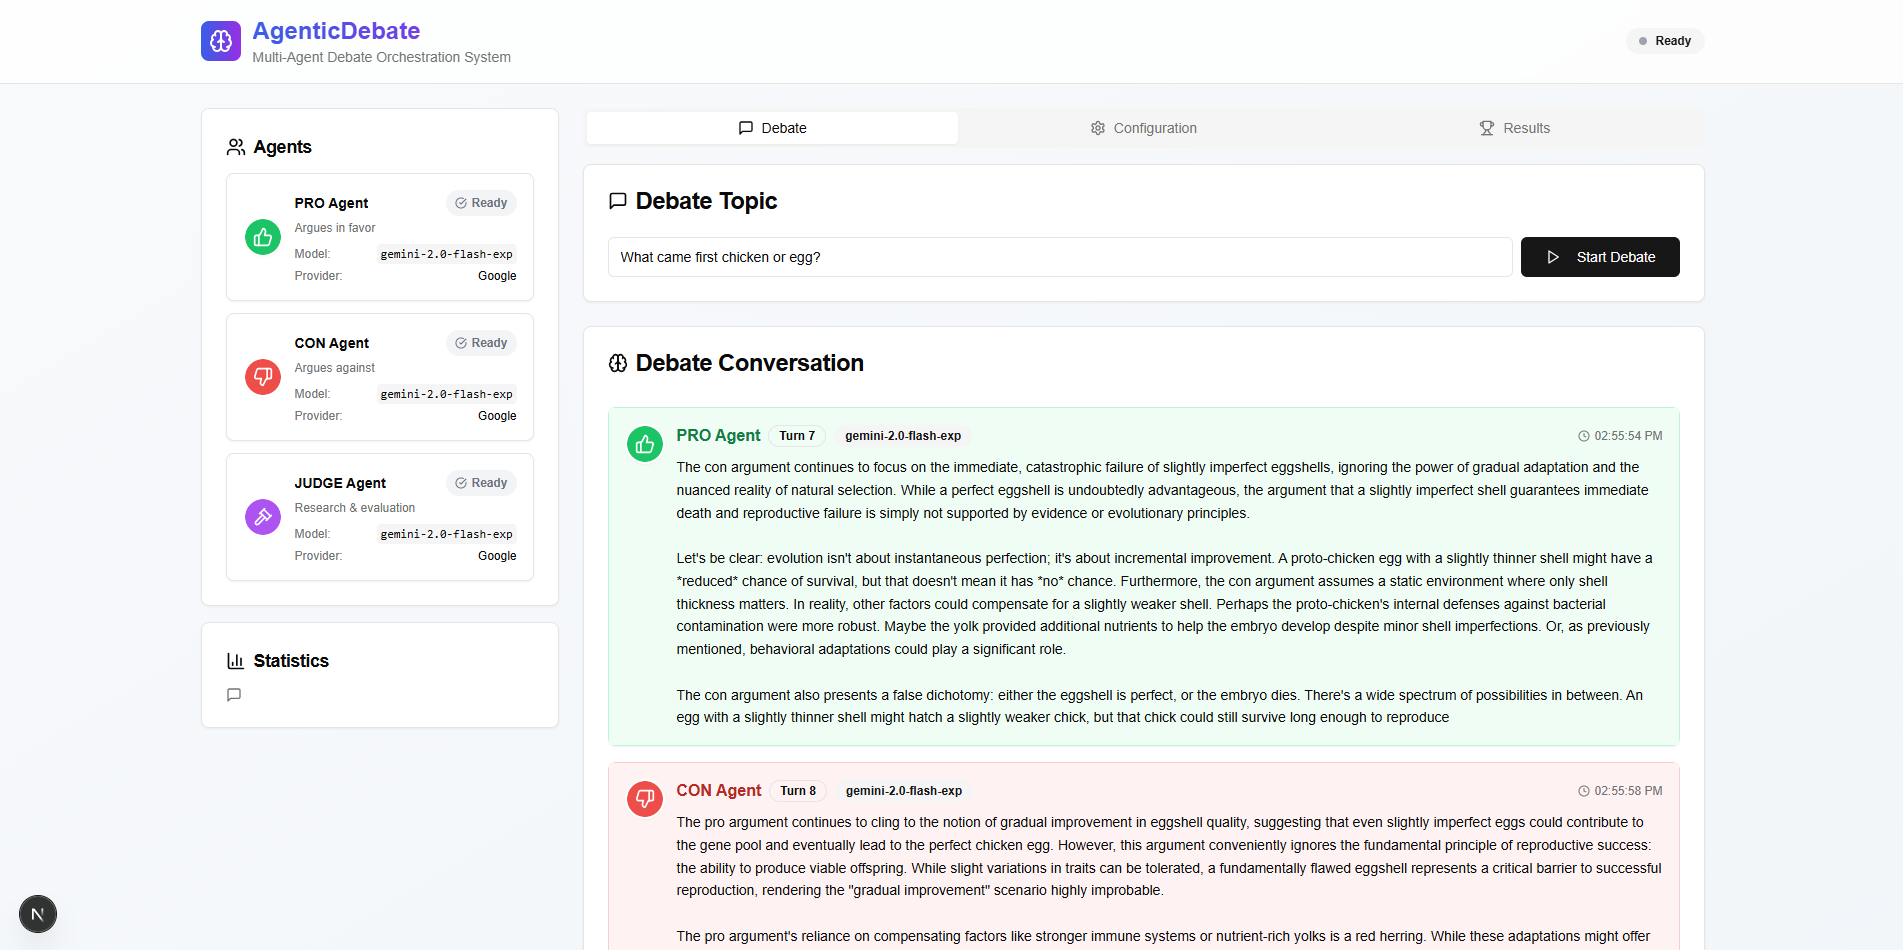 AgenticDebate
Multi-Agent Debate Orchestration System
Ready
Agents
PRO Agent
Ready
Argues in favor
Model: gemini-2.0-flash-exp
Provider: Google
CON Agent
Ready
Argues against
Model: gemini-2.0-flash-exp
Provider: Google
JUDGE Agent
Ready
Research & evaluation
Model: gemini-2.0-flash-exp
Provider: Google
Statistics
Debate
Configuration
Results
Debate Topic
What came first chicken or egg?
Start Debate
Debate Conversation
PRO Agent Turn 7 gemini-2.0-flash-exp 02:55:54 PM
The con argument continues to focus on the immediate, catastrophic failure of slightly imperfect eggshells, ignoring the power of gradual adaptation and the
nuanced reality of natural selection. While a perfect eggshell is undoubtedly advantageous, the argument that a slightly imperfect shell guarantees immediate
death and reproductive failure is simply not supported by evidence or evolutionary principles.
Let's be clear: evolution isn't about instantaneous perfection; it's about incremental improvement. A proto-chicken egg with a slightly thinner shell might have a
*reduced* chance of survival, but that doesn't mean it has *no* chance. Furthermore, the con argument assumes a static environment where only shell
thickness matters. In reality, other factors could compensate for a slightly weaker shell. Perhaps the proto-chicken's internal defenses against bacterial
contamination were more robust. Maybe the yolk provided additional nutrients to help the embryo develop despite minor shell imperfections. Or, as previously
mentioned, behavioral adaptations could play a significant role.
The con argument also presents a false dichotomy: either the eggshell is perfect, or the embryo dies. There's a wide spectrum of possibilities in between. An
egg with a slightly thinner shell might hatch a slightly weaker chick, but that chick could still survive long enough to reproduce
CON Agent Turn 8 gemini-2.0-flash-exp 02:55:58 PM
The pro argument continues to cling to the notion of gradual improvement in eggshell quality, suggesting that even slightly imperfect eggs could contribute to
the gene pool and eventually lead to the perfect chicken egg. However, this argument conveniently ignores the fundamental principle of reproductive success:
the ability to produce viable offspring. While slight variations in traits can be tolerated, a fundamentally flawed eggshell represents a critical barrier to successful
reproduction, rendering the "gradual improvement" scenario highly improbable.
The pro argument's reliance on compensating factors like stronger immune systems or nutrient-rich yolks is a red herring. While these adaptations might offer
N